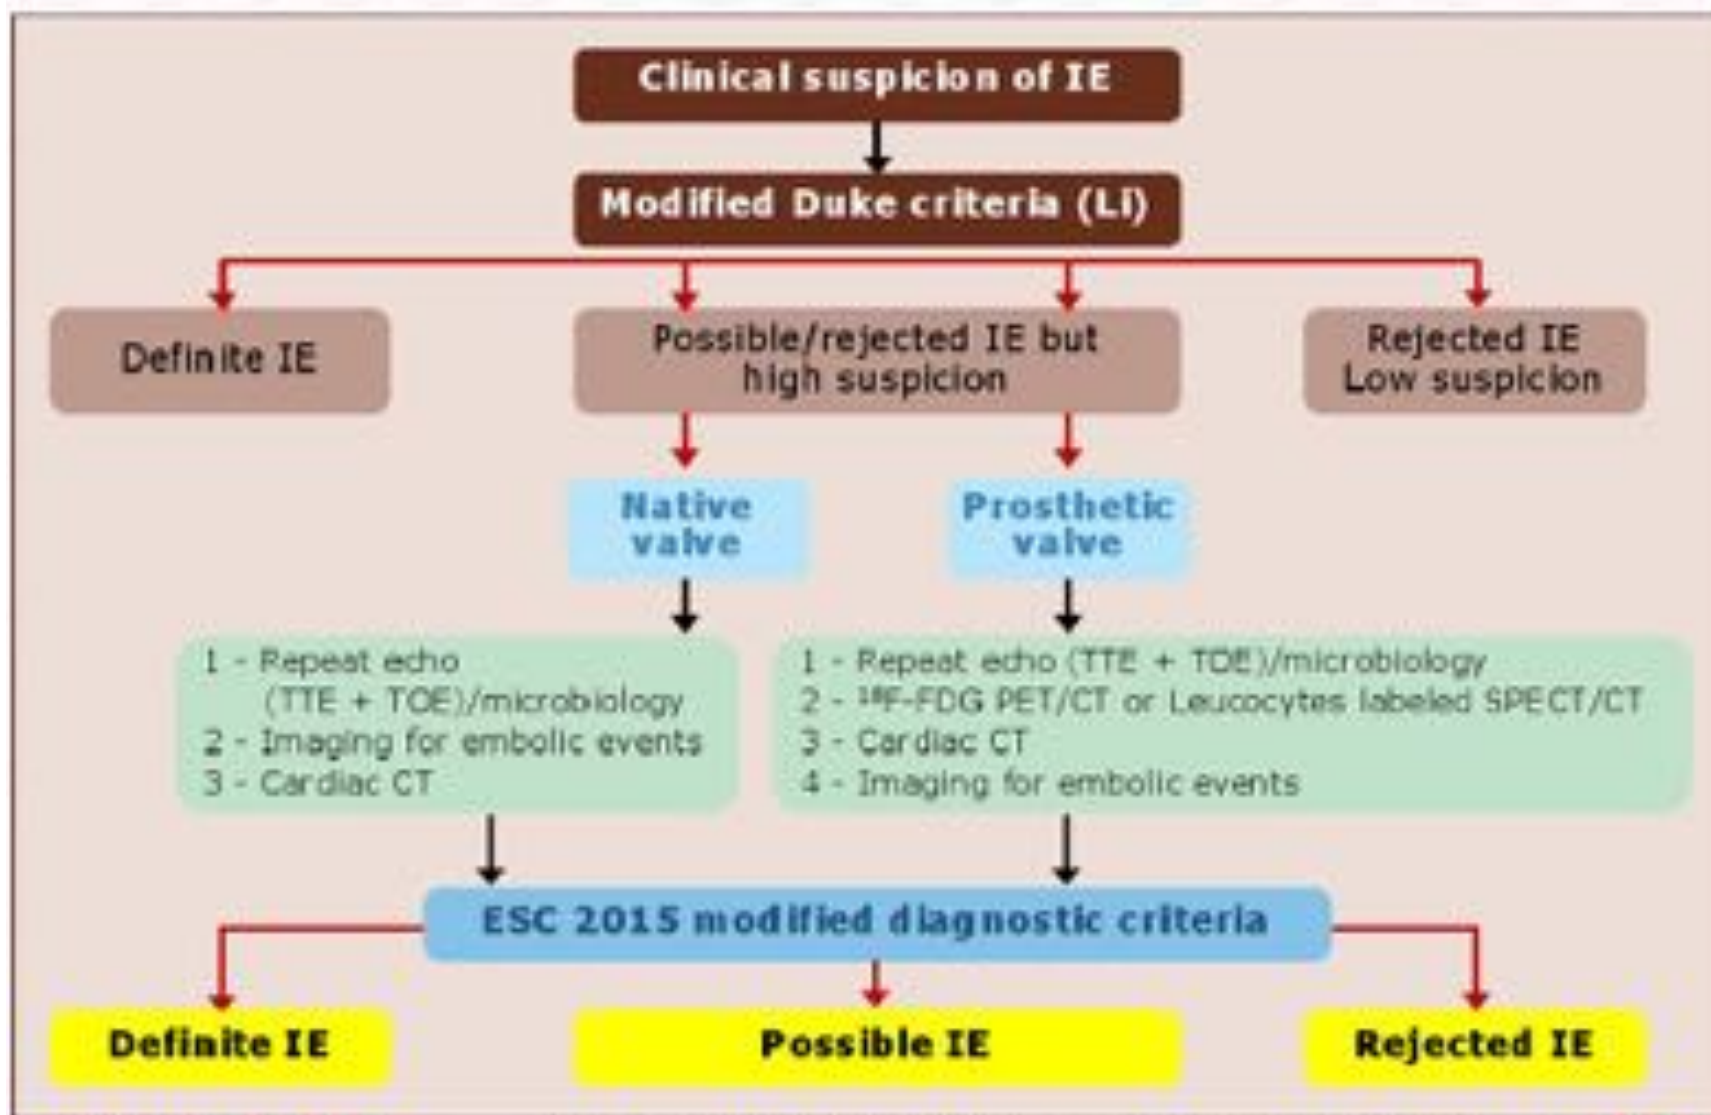 Clinical suspicion of IE
Modified Duke criteria (Li)
Definite IE
Possible/rejected IE but
high suspicion
Rejected IE
Low suspicion
Native
valve
Prosthetic
valve
1 - Repeat echo
(TTE + TOE)/microbiology
2 - Imaging for embolic events
3 - Cardiac CT
1 - Repeat echo (TTE + TOE)/microbiology
2 - ¹⁸F-FDG PET/CT or Leucocytes labeled SPECT/CT
3 - Cardiac CT
4 - Imaging for embolic events
ESC 2015 modified diagnostic criteria
Definite IE
Possible IE
Rejected IE